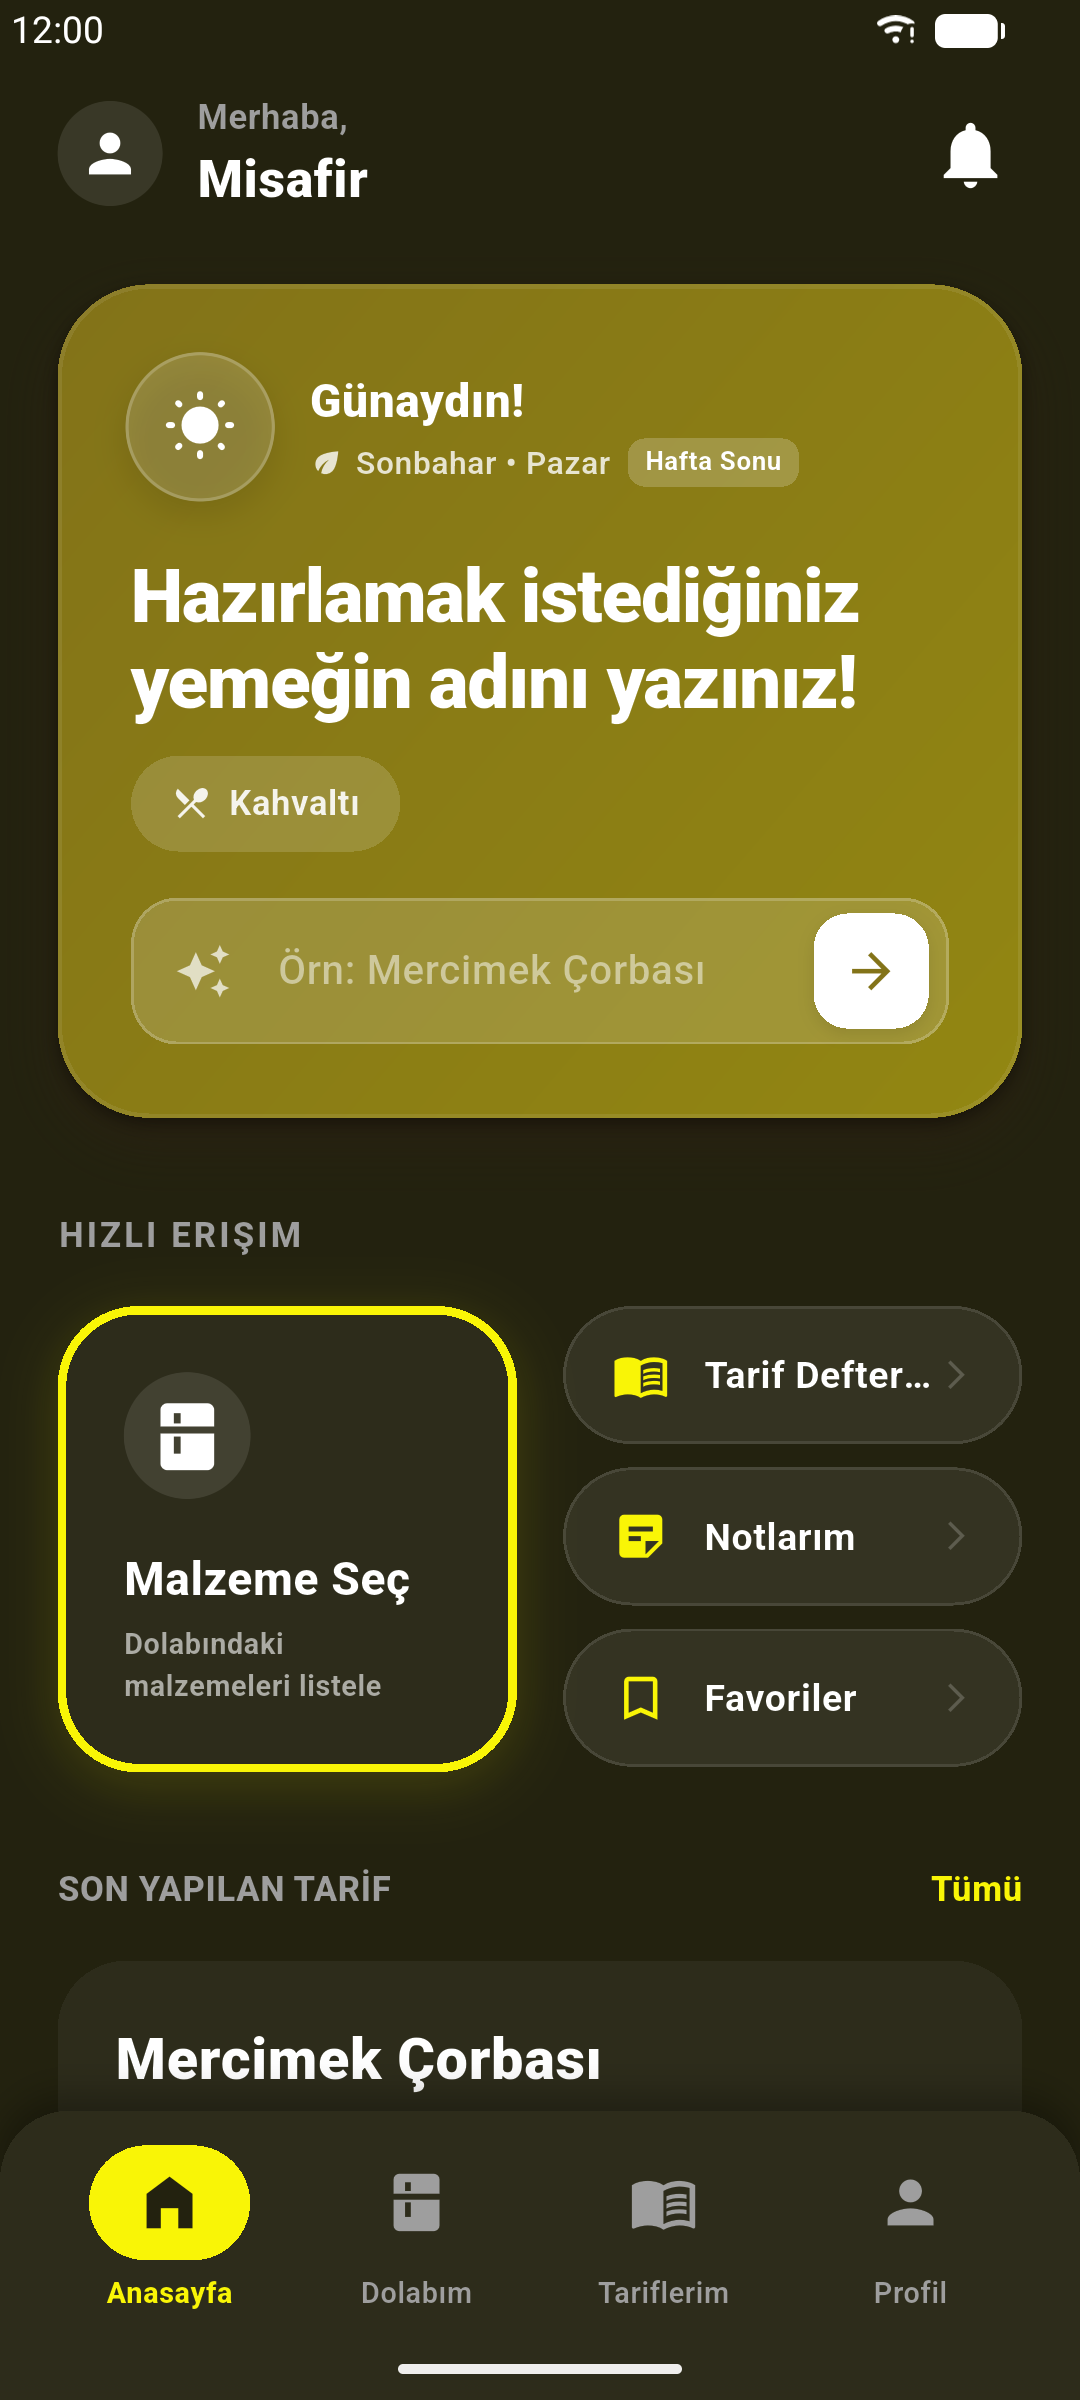 12:00
Merhaba,
Misafir
Günaydın!
Sonbahar • Pazar
Hafta Sonu
Hazırlamak istediğiniz
yemeğin adını yazınız!
Kahvaltı
Örn: Mercimek Çorbası
HIZLI ERIŞIM
Malzeme Seç
Dolabındaki
malzemeleri listele
Tarif Defter...
Notlarım
Favoriler
SON YAPILAN TARİF
Tümü
Mercimek Çorbası
Anasayfa
Dolabım
Tariflerim
Profil